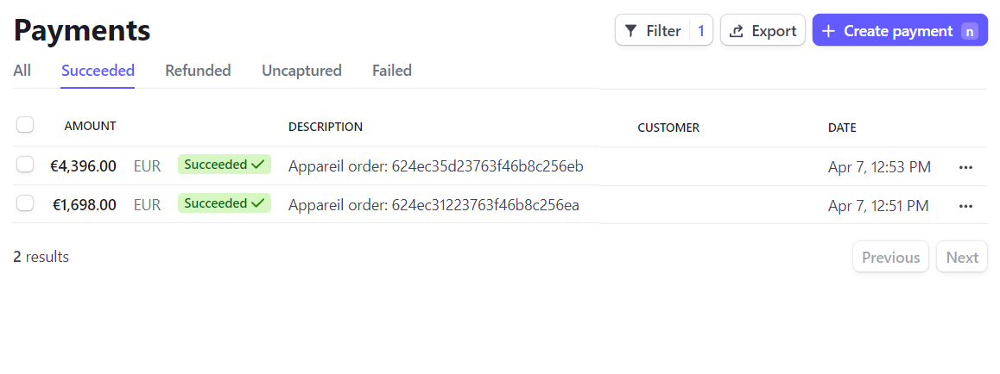 Payments
Filter 1 Export + Create payment n
All Succeeded Refunded Uncaptured Failed
AMOUNT DESCRIPTION CUSTOMER DATE
€4,396.00 EUR Succeeded ✓ Appareil order: 624ec35d23763f46b8c256eb Apr 7, 12:53 PM ...
€1,698.00 EUR Succeeded ✓ Appareil order: 624ec31223763f46b8c256ea Apr 7, 12:51 PM ...
2 results Previous Next